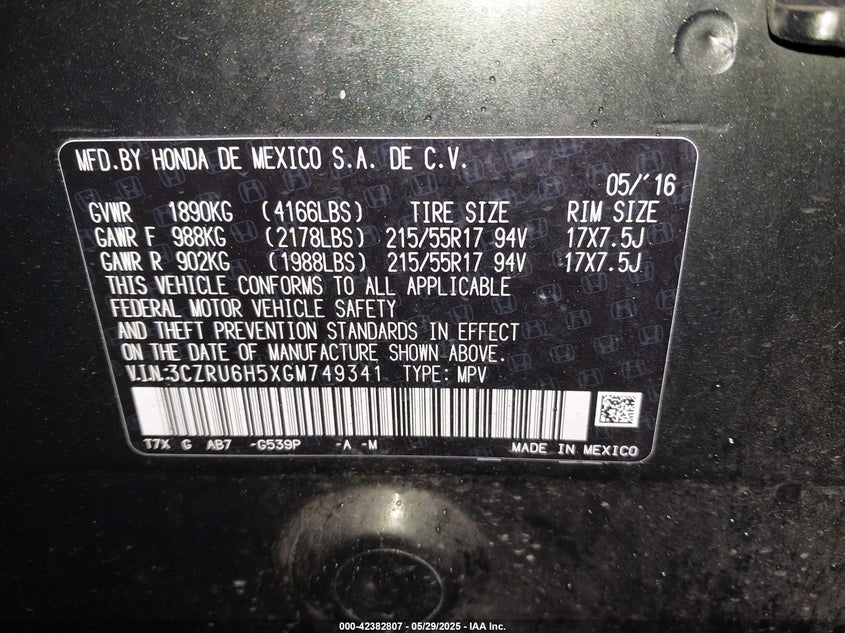 MFD.BY HONDA DE MEXICO S.A. DE C.V.
05/'16
GVWR 1890KG (4166LBS) TIRE SIZE RIM SIZE
GAWR F 988KG (2178LBS) 215/55R17 94V 17X7.5J
GAWR R 902KG (1988LBS) 215/55R17 94V 17X7.5J
THIS VEHICLE CONFORMS TO ALL APPLICABLE
FEDERAL MOTOR VEHICLE SAFETY
AND THEFT PREVENTION STANDARDS IN EFFECT
ON THE DATE OF MANUFACTURE SHOWN ABOVE.
V.I.N:3CZRU6H5XGM749341 TYPE: MPV
T7X G AB7 -G539P -A -M MADE IN MEXICO
000-42382807 - 05/29/2025 - IAA Inc.